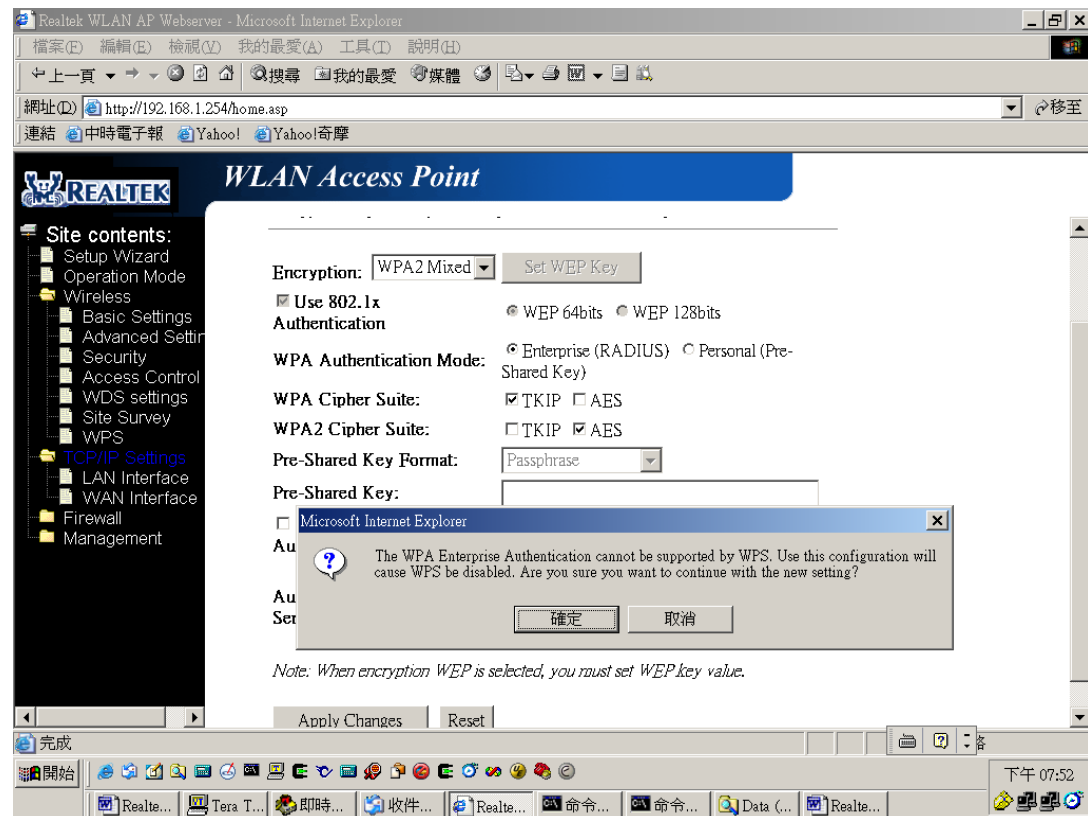 Realtek WLAN AP Webserver - Microsoft Internet Explorer
檔案(F) 編輯(E) 檢視(V) 我的最愛(A) 工具(T) 說明(H)
上一頁 搜尋 我的最愛 媒體
網址(D) http://192.168.1.254/home.asp 移至
連結 中時電子報 Yahoo! Yahoo!奇摩
REALTEK
WLAN Access Point
Site contents:
Setup Wizard
Operation Mode
Wireless
Basic Settings
Advanced Settin
Security
Access Control
WDS settings
Site Survey
WPS
TCP/IP Settings
LAN Interface
WAN Interface
Firewall
Management
Encryption: WPA2 Mixed Set WEP Key
Use 802.1x
Authentication
WEP 64bits WEP 128bits
WPA Authentication Mode:
Enterprise (RADIUS) Personal (Pre-
Shared Key)
WPA Cipher Suite: TKIP AES
WPA2 Cipher Suite: TKIP AES
Pre-Shared Key Format: Passphrase
Pre-Shared Key:
Au
Au
Ser
Microsoft Internet Explorer
The WPA Enterprise Authentication cannot be supported by WPS. Use this configuration will
cause WPS be disabled. Are you sure you want to continue with the new setting?
確定 取消
Note: When encryption WEP is selected, you must set WEP key value.
Apply Changes Reset
完成
開始
下午 07:52
Realte... Tera T... 即時... 收件... Realte... 命令... 命令... Data (... Realte...